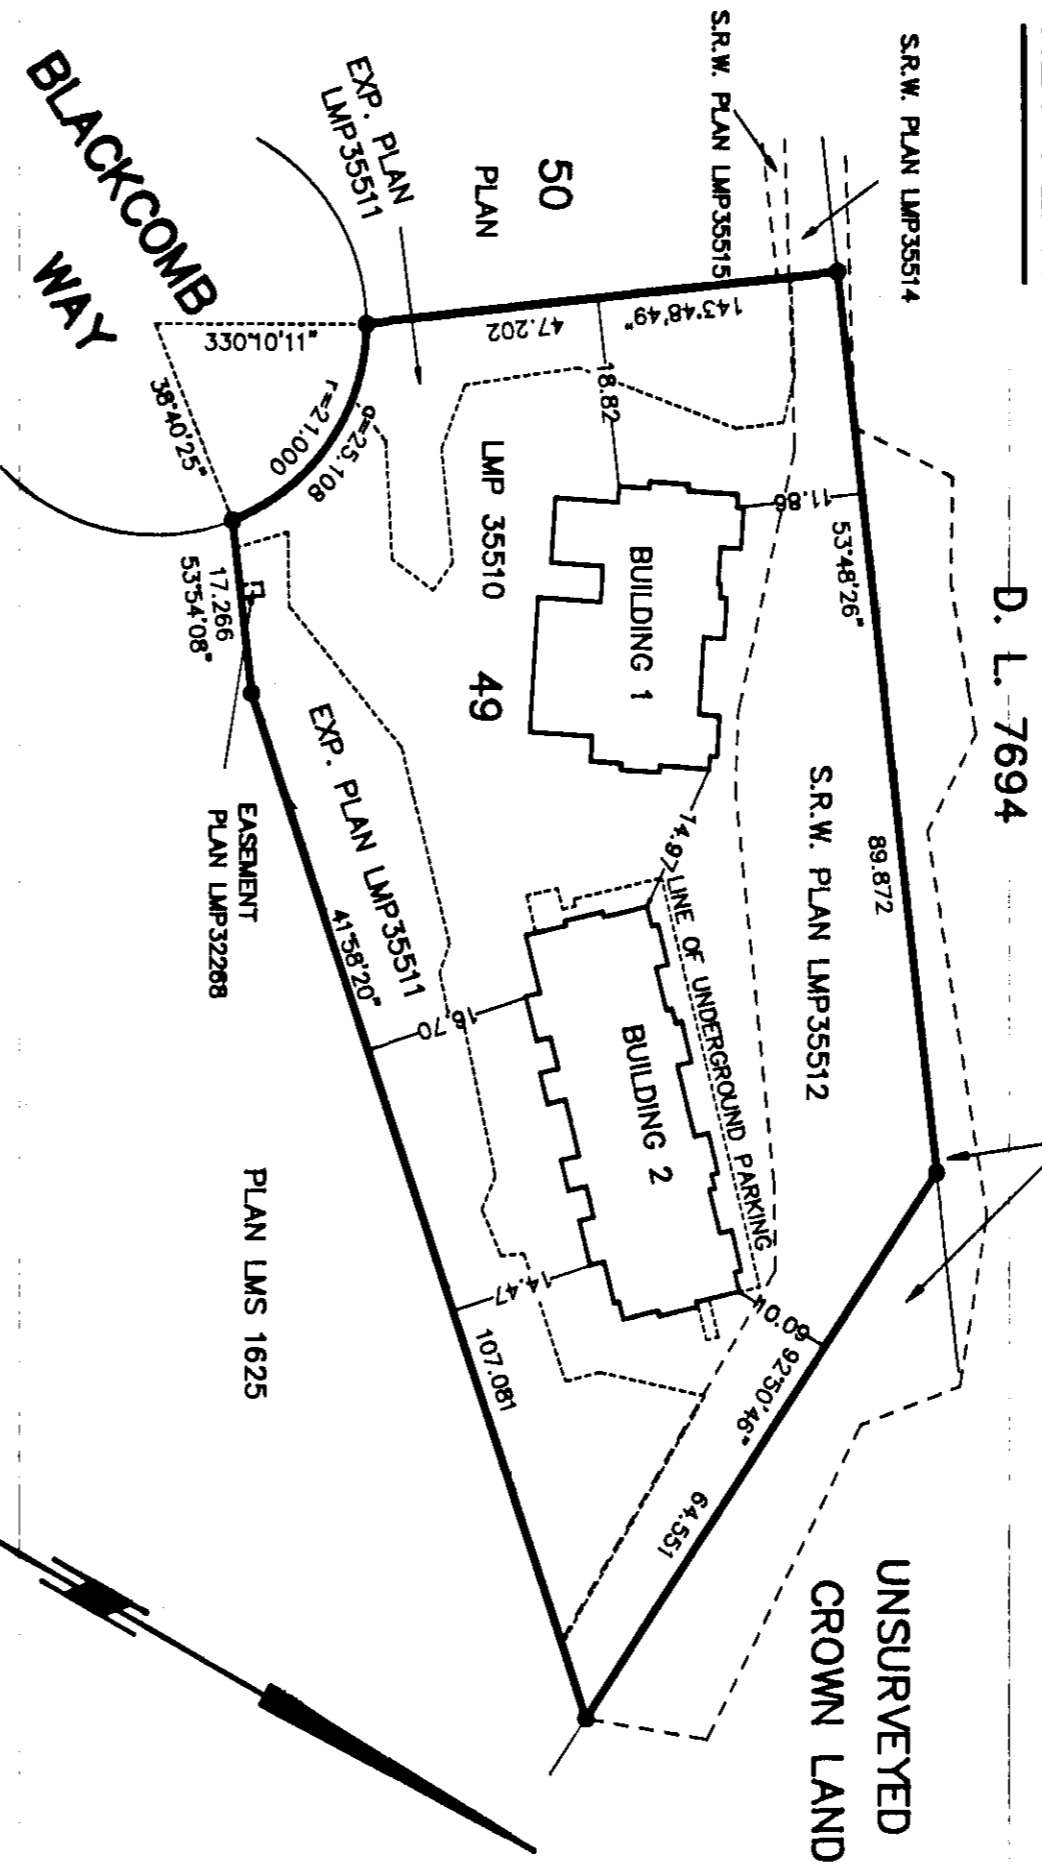 S.R.W. PLAN LMP35514
S.R.W. PLAN LMP35515
EXP. PLAN
LMP35511
50
PLAN
BLACKCOMB
WAY
143°48'49"
47.202
330°10'11"
38°40'25"
r=21.000
a=25.108
18.82
11.86
53°48'26"
89.872
D. L. 7694
LMP 35510
49
BUILDING 1
17.266
53°54'08"
EASEMENT
PLAN LMP32268
EXP. PLAN LMP35511
41°58'20"
14.97
LINE OF UNDERGROUND PARKING
S.R.W. PLAN LMP35512
BUILDING 2
16.70
14.47
107.081
PLAN LMS 1625
92°50'46"
64.551
UNSURVEYED
CROWN LAND